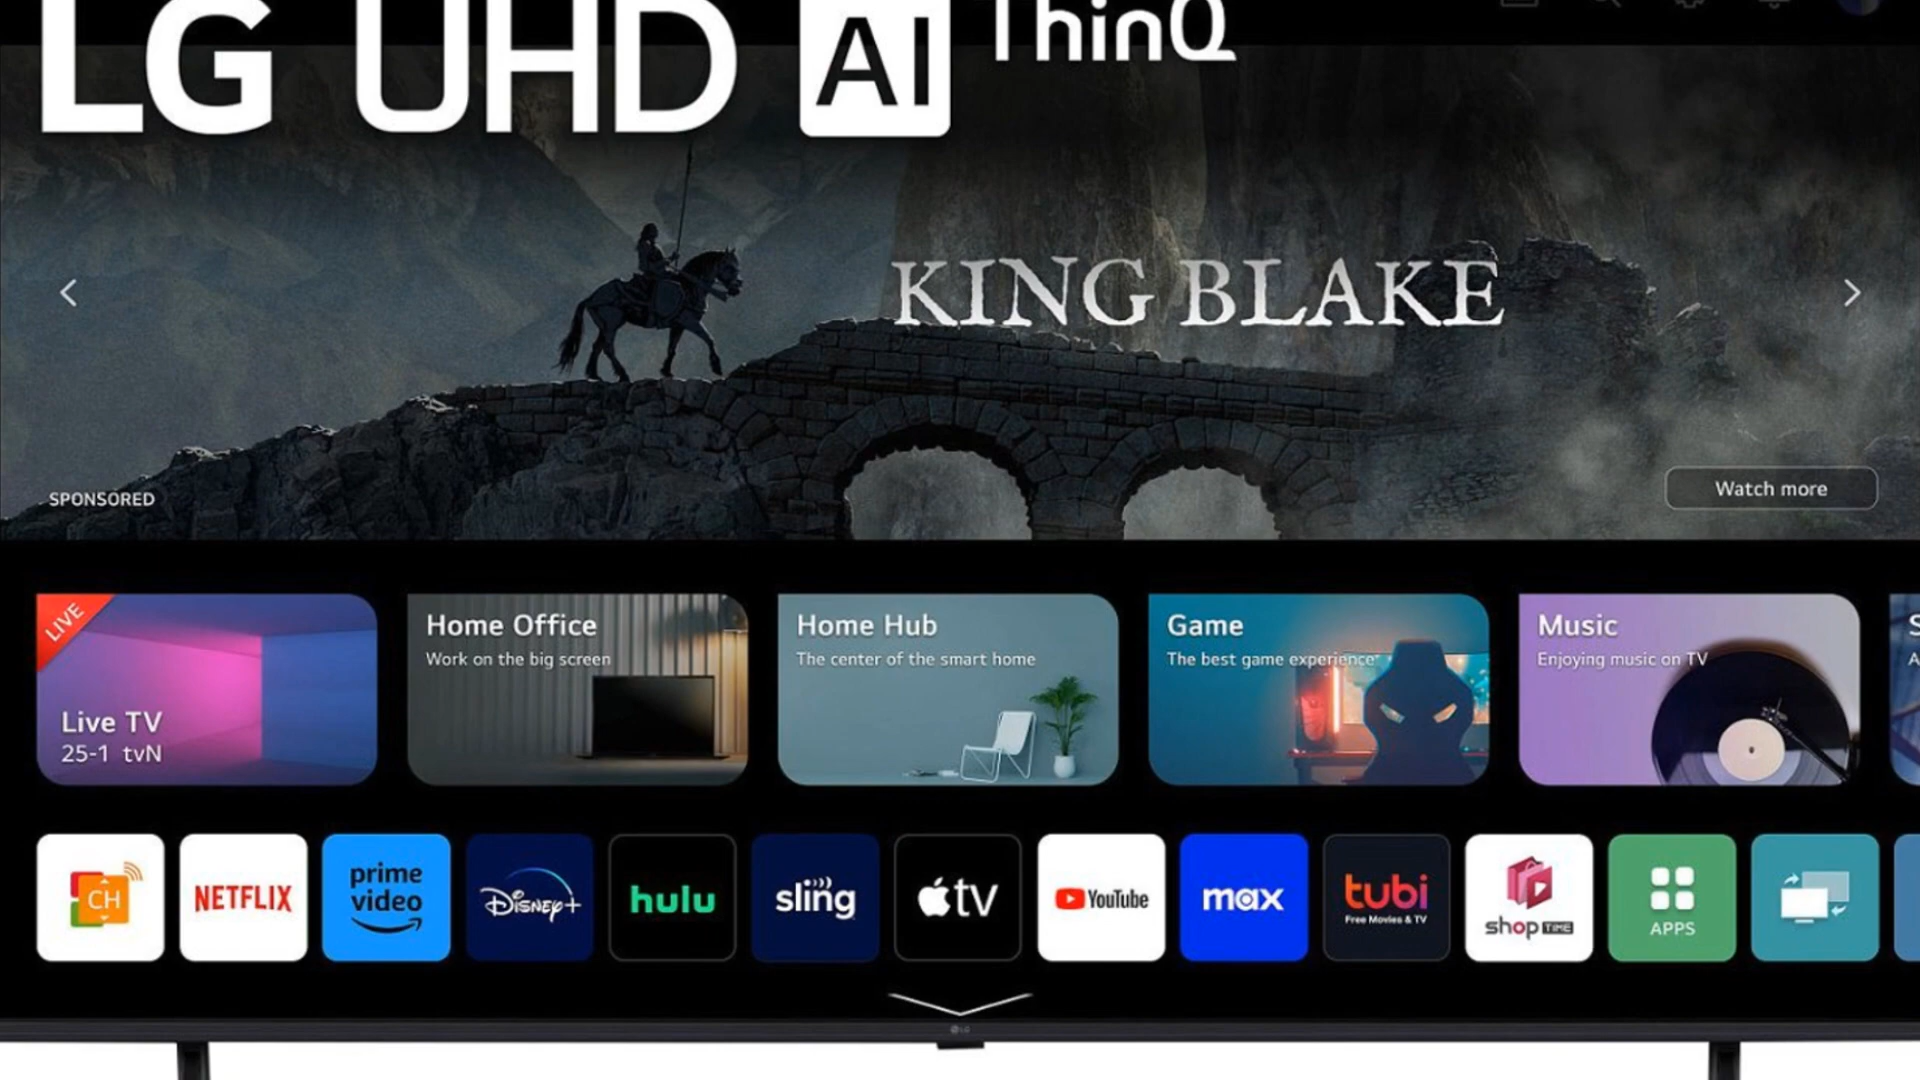 LG UHD AI ThinQ
KING BLAKE
SPONSORED
Watch more
LIVE
Live TV
25-1 tvN
Home Office
Work on the big screen
Home Hub
The center of the smart home
Game
The best game experience
Music
Enjoying music on TV
S
A
CH
NETFLIX
prime
video
Disney+
hulu
sling
tv
YouTube
max
tubi
Free Movies & TV
shop TIME
APPS
LG